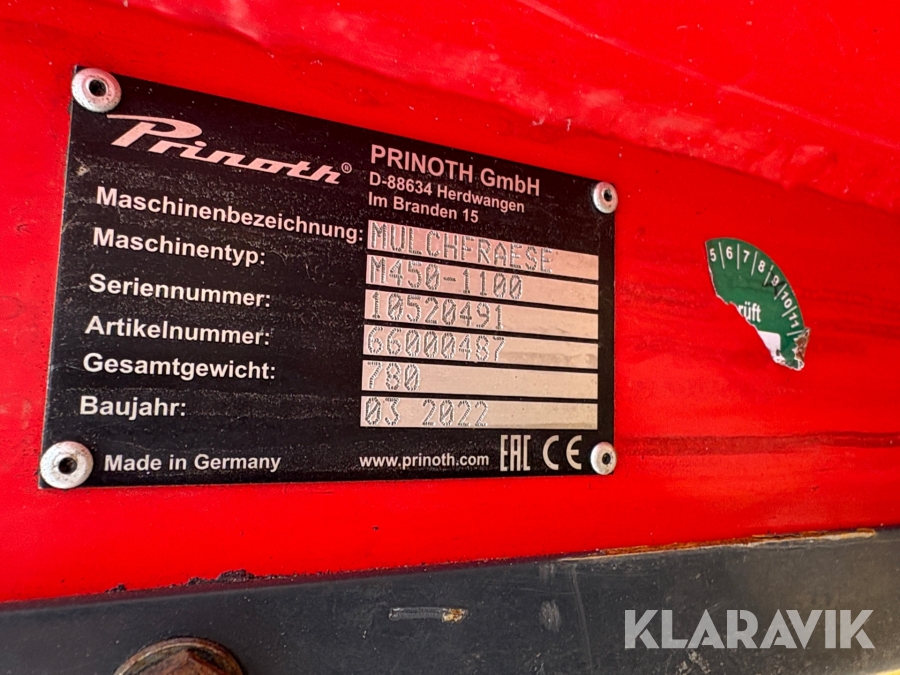 Prinoth®
PRINOTH GmbH
D-88634 Herdwangen
Im Branden 15
Maschinenbezeichnung: MULCHFRAESE
Maschinentyp: M450-1100
Seriennummer: 10520491
Artikelnummer: 66000487
Gesamtgewicht: 780
Baujahr: 03 2022
Made in Germany
www.prinoth.com EAC CE
5 6 7 8 9 10 11
rüft
KLARAVIK